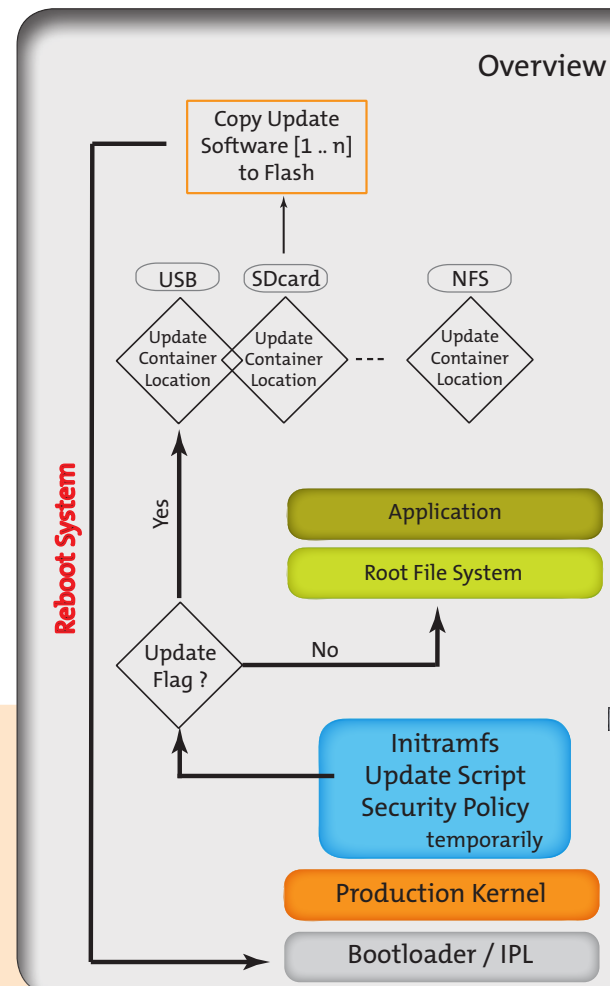 Overview
Copy Update
Software [1 .. n]
to Flash
USB
SDcard
NFS
Update
Container
Location
Update
Container
Location
Update
Container
Location
Reboot System
Yes
Application
Root File System
Update
Flag ?
No
Initramfs
Update Script
Security Policy
temporarily
Production Kernel
Bootloader / IPL